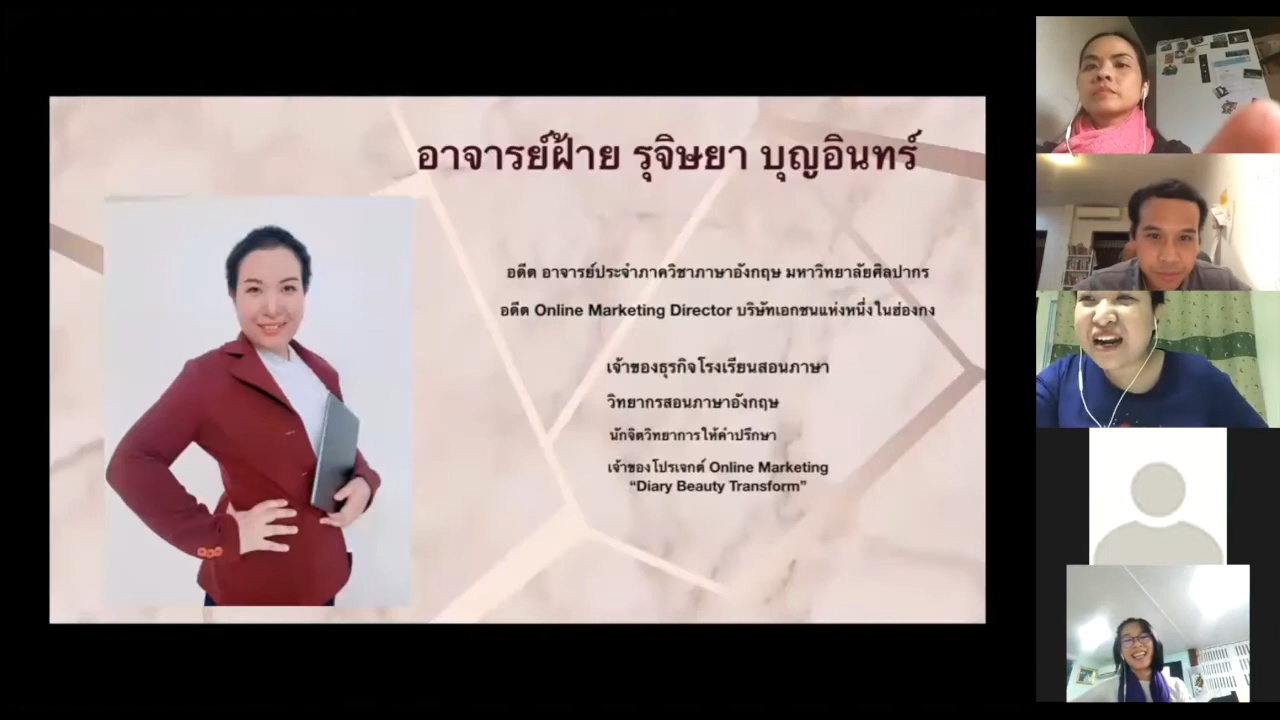 อาจารย์ฝ้าย รุจิษยา บุญอินทร์
อดีต อาจารย์ประจำภาควิชาภาษาอังกฤษ มหาวิทยาลัยศิลปากร
อดีต Online Marketing Director บริษัทเอกชนแห่งหนึ่งในฮ่องกง
เจ้าของธุรกิจโรงเรียนสอนภาษา
วิทยากรสอนภาษาอังกฤษ
นักจิตวิทยาการให้คำปรึกษา
เจ้าของโปรเจกต์ Online Marketing
“Diary Beauty Transform”